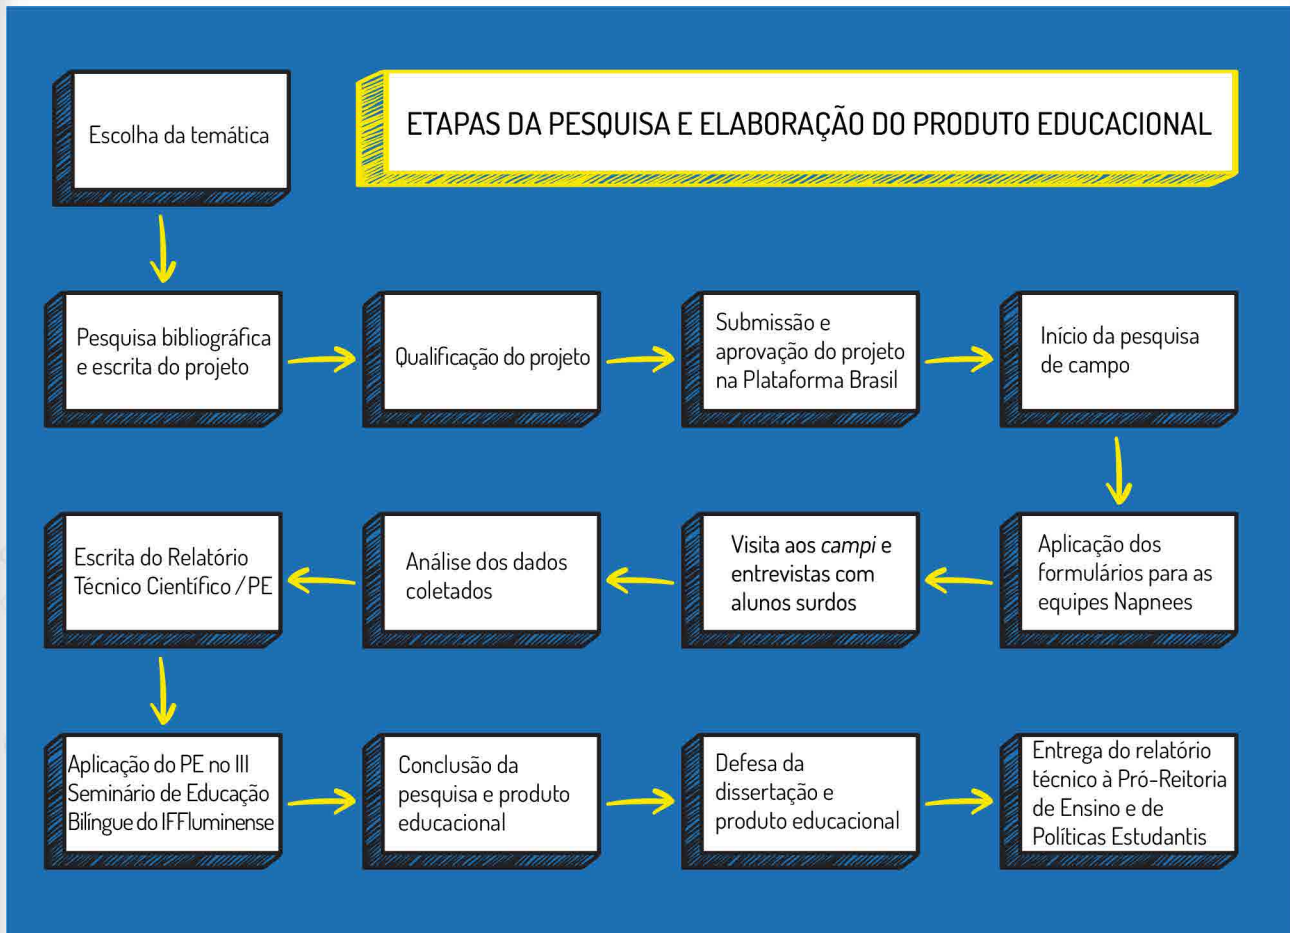 Escolha da temática
ETAPAS DA PESQUISA E ELABORAÇÃO DO PRODUTO EDUCACIONAL
Pesquisa bibliográfica
e escrita do projeto
Qualificação do projeto
Submissão e
aprovação do projeto
na Plataforma Brasil
Início da pesquisa
de campo
Aplicação dos
formulários para as
equipes Napnees
Visita aos campi e
entrevistas com
alunos surdos
Análise dos dados
coletados
Escrita do Relatório
Técnico Científico /PE
Aplicação do PE no III
Seminário de Educação
Bilíngue do IFFluminense
Conclusão da
pesquisa e produto
educacional
Defesa da
dissertação e
produto educacional
Entrega do relatório
técnico à Pró-Reitoria
de Ensino e de
Políticas Estudantis